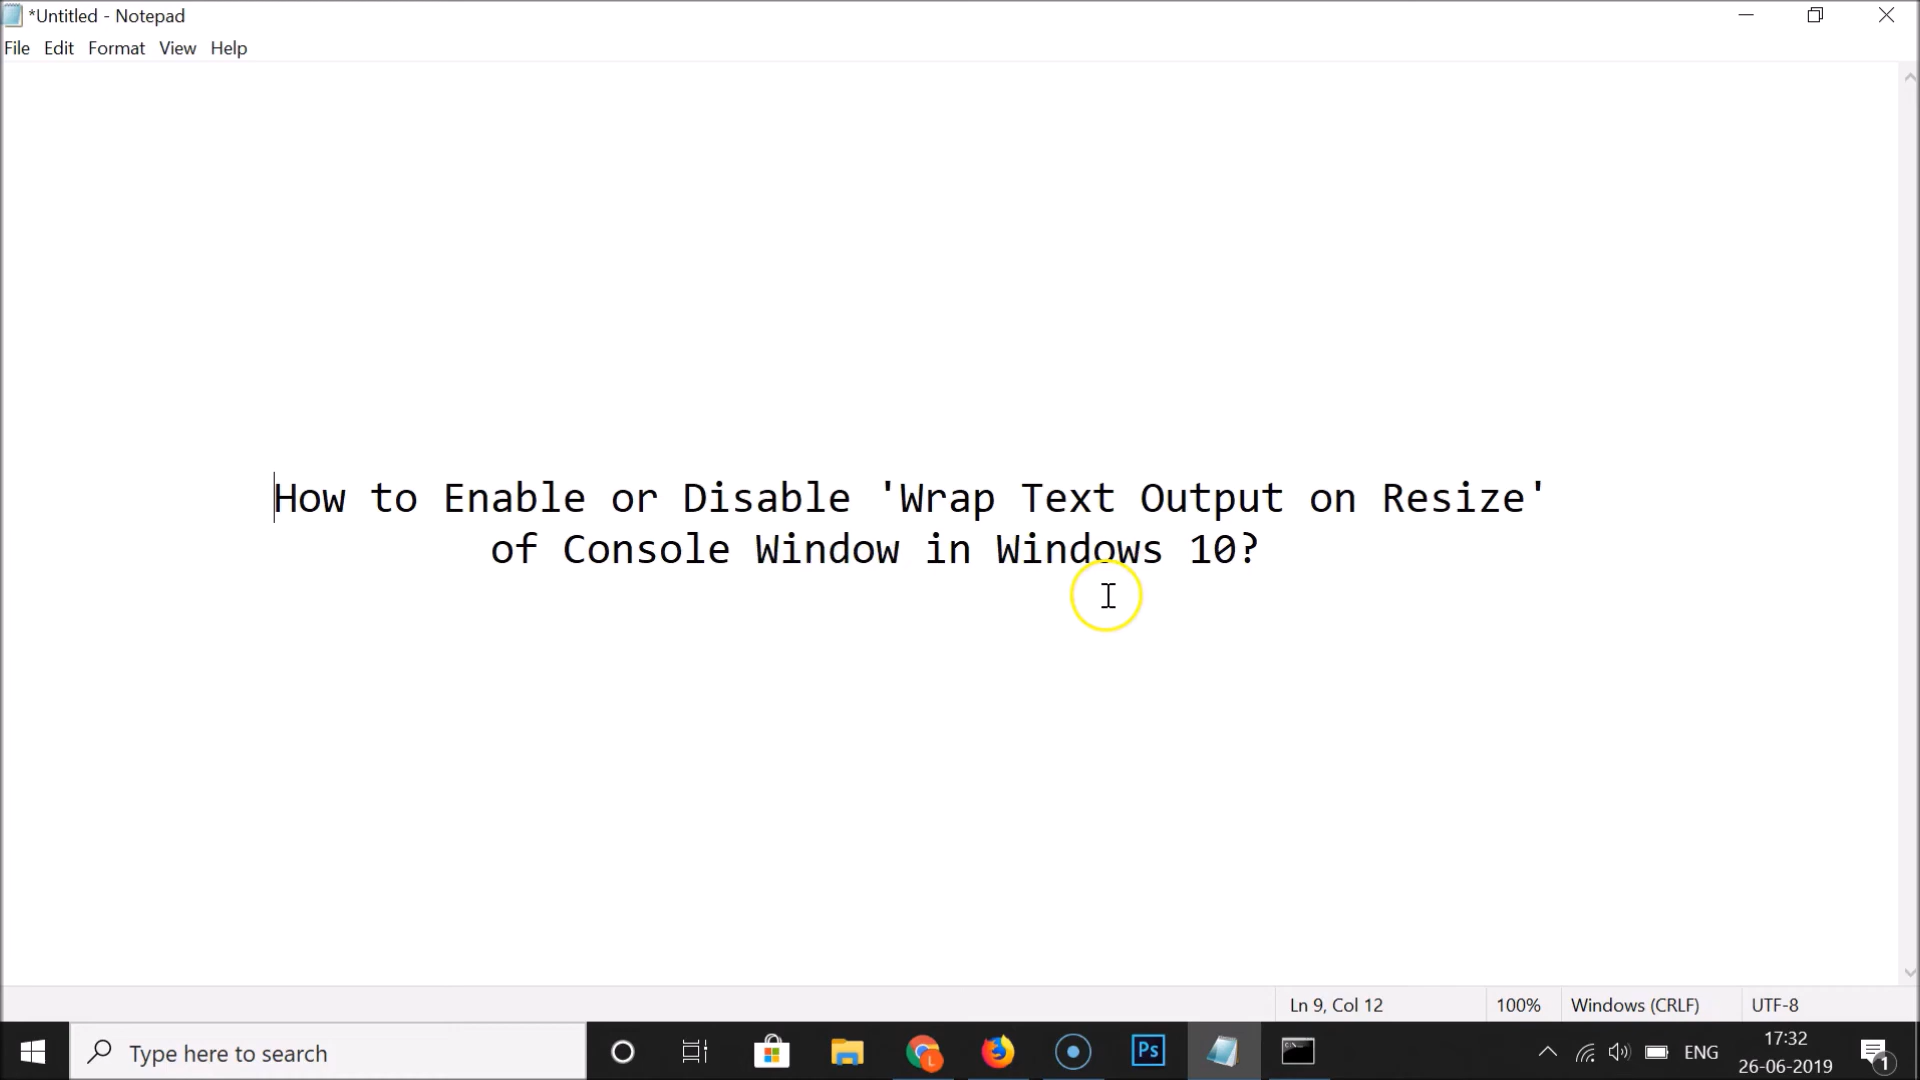 *Untitled - Notepad
File Edit Format View Help
How to Enable or Disable 'Wrap Text Output on Resize'
of Console Window in Windows 10?
Ln 9, Col 12 100% Windows (CRLF) UTF-8
Type here to search
L
Ps
ENG
17:32
26-06-2019
1